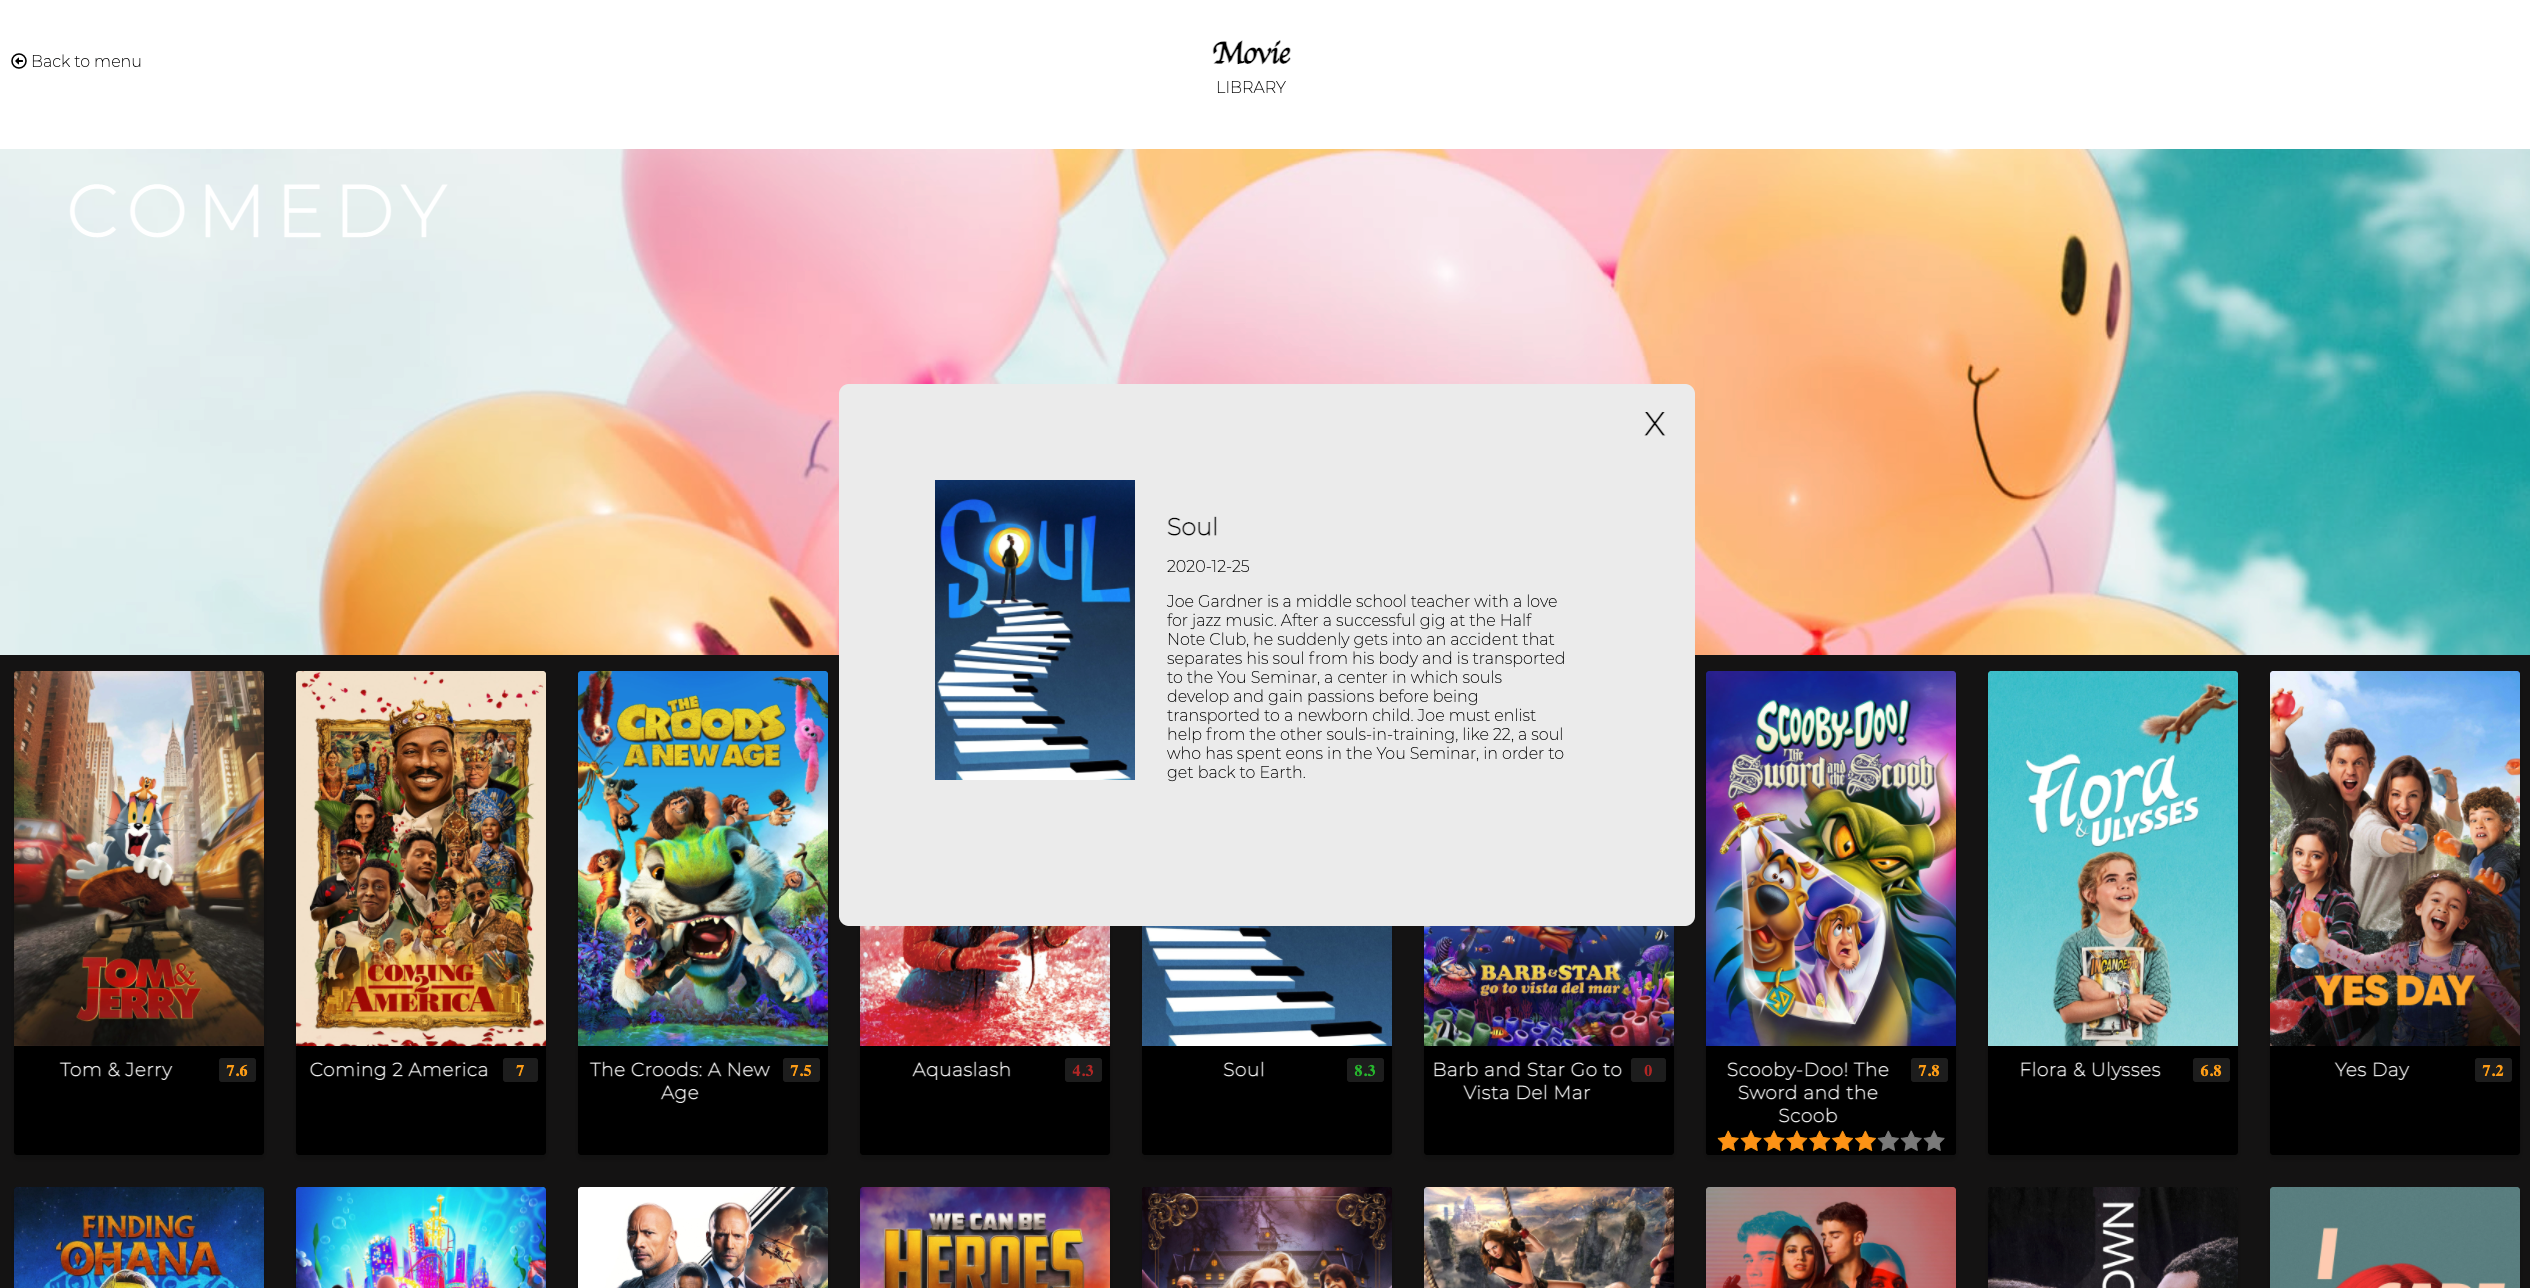 Back to menu
Movie
LIBRARY
COMEDY
X
SOUL
Soul
2020-12-25
Joe Gardner is a middle school teacher with a love
for jazz music. After a successful gig at the Half
Note Club, he suddenly gets into an accident that
separates his soul from his body and is transported
to the You Seminar, a center in which souls
develop and gain passions before being
transported to a newborn child. Joe must enlist
help from the other souls-in-training, like 22, a soul
who has spent eons in the You Seminar, in order to
get back to Earth.
TOM&
JERRY
COMING
2
AMERICA
THE
CROODS
A NEW AGE
BARB & STAR
go to vista del mar
SCOOBY-DOO!
The
Sword and the Scoob
SD
Flora
& ULYSSES
INCANDES
YES DAY
Tom & Jerry 7.6
Coming 2 America 7
The Croods: A New 7.5
Age
Aquaslash 4.3
Soul 8.3
Barb and Star Go to 0
Vista Del Mar
Scooby-Doo! The 7.8
Sword and the
Scoob
Flora & Ulysses 6.8
Yes Day 7.2
FINDING
'OHANA
WE CAN BE
HEROES
OWN
I